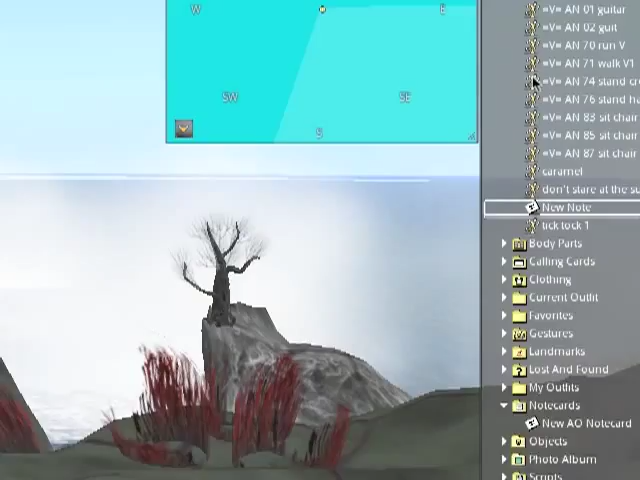 W
E
SW
SE
S
=V= AN 01 guitar
=V= AN 02 guit
=V= AN 70 run V
=V= AN 71 walk V1
=V= AN 74 stand cr
=V= AN 76 stand ha
=V= AN 83 sit chair
=V= AN 85 sit chair
=V= AN 87 sit chair
caramel
don't stare at the su
New Note
tick tock 1
Body Parts
Calling Cards
Clothing
Current Outfit
Favorites
Gestures
Landmarks
Lost And Found
My Outfits
Notecards
New AO Notecard
Objects
Photo Album
Scripts